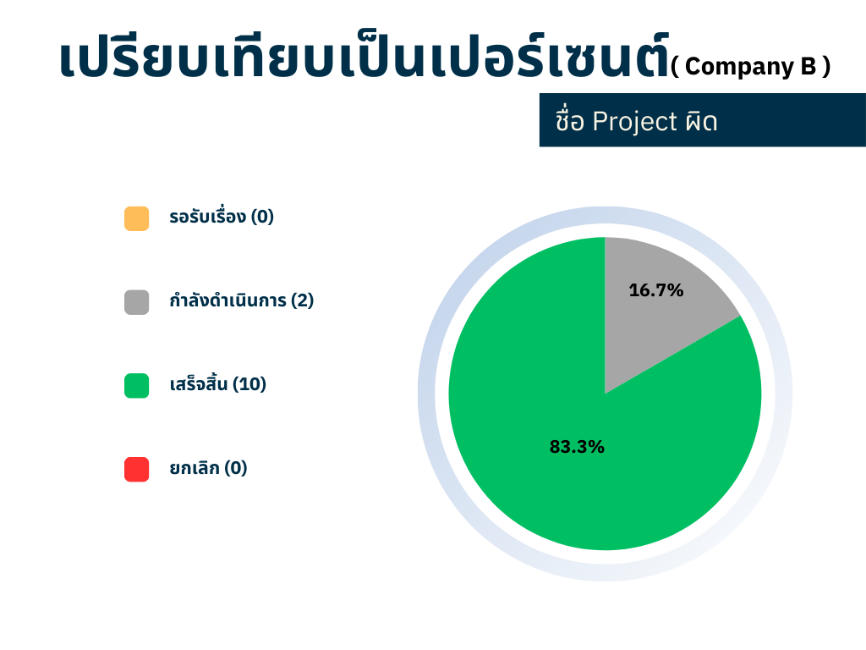 เปรียบเทียบเป็นเปอร์เซนต์( Company B )
ชื่อ Project ผิด
รอรับเรื่อง (0)
กำลังดำเนินการ (2)
เสร็จสิ้น (10)
ยกเลิก (0)
16.7%
83.3%